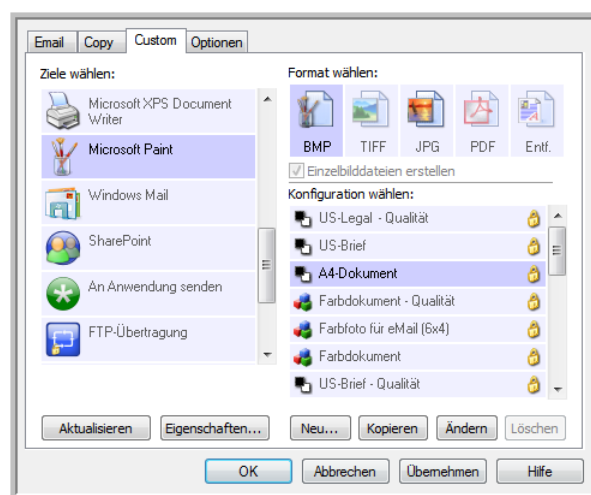 Email Copy Custom Optionen
Ziele wählen:
Microsoft XPS Document
Writer
Microsoft Paint
Windows Mail
SharePoint
An Anwendung senden
FTP-Übertragung
Format wählen:
BMP TIFF JPG PDF Entf.
Einzelbilddateien erstellen
Konfiguration wählen:
US-Legal - Qualität
US-Brief
A4-Dokument
Farbdokument - Qualität
Farbfoto für eMail (6x4)
Farbdokument
US-Brief - Qualität
Aktualisieren Eigenschaften... Neu... Kopieren Ändern Löschen
OK Abbrechen Übernehmen Hilfe